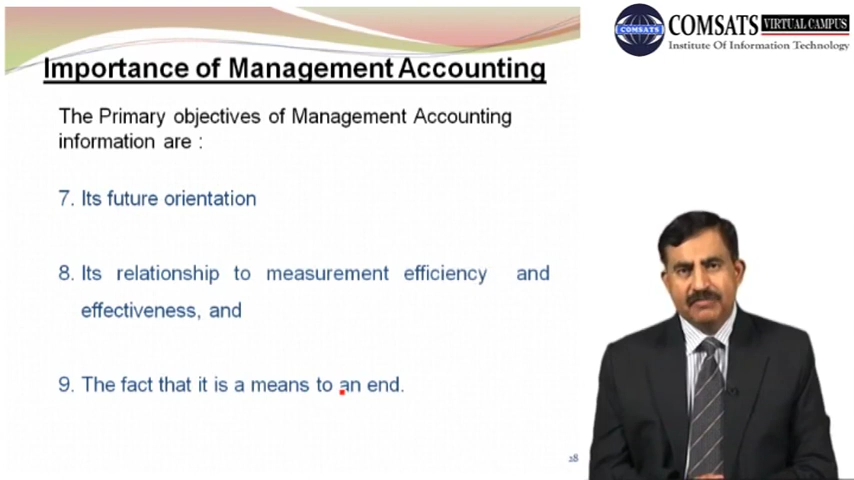 Importance of Management Accounting
The Primary objectives of Management Accounting
information are :
7. Its future orientation
8. Its relationship to measurement efficiency and
effectiveness, and
9. The fact that it is a means to an end.
28
COMSATS
COMSATS VIRTUAL CAMPUS
Institute Of Information Technology